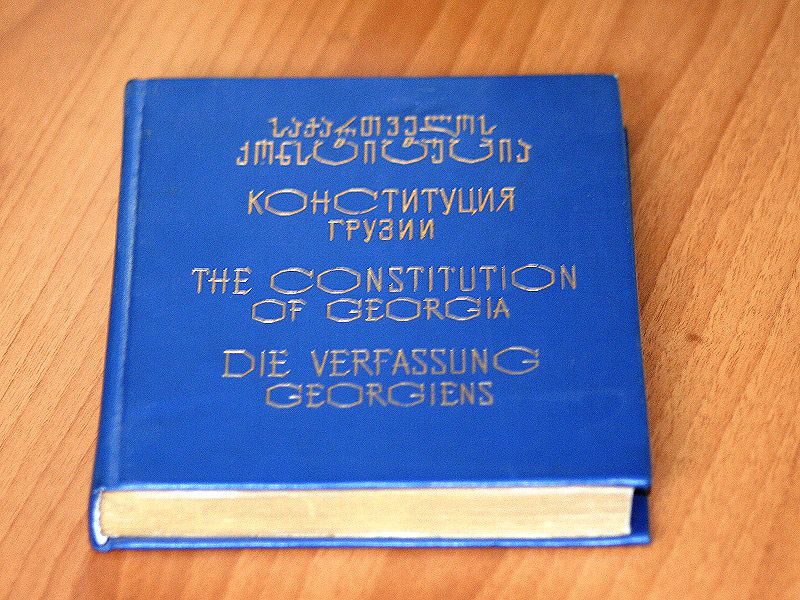 საქართველოს
კონსტიტუცია
КОНСТИТУЦИЯ
ГРУЗИИ
THE CONSTITUTION
OF GEORGIA
DIE VERFASSUNG
GEORGIENS